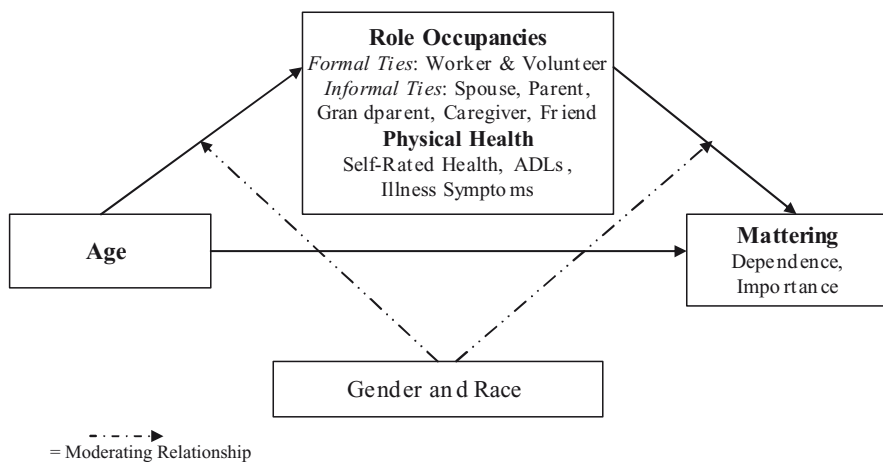 Role Occupancies
Formal Ties: Worker & Volunteer
Informal Ties: Spouse, Parent,
Grandparent, Caregiver, Friend
Physical Health
Self-Rated Health, ADLs,
Illness Symptoms
Age
Mattering
Dependence,
Importance
Gender and Race
= Moderating Relationship